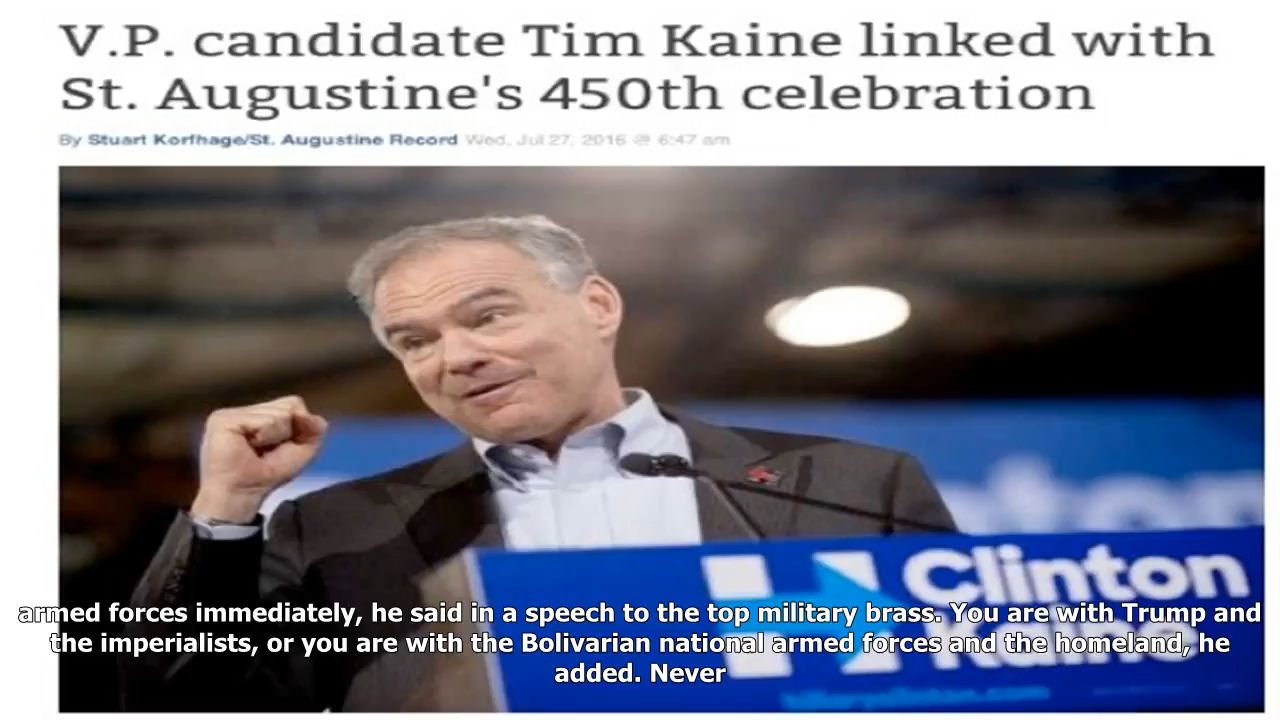 V.P. candidate Tim Kaine linked with
St. Augustine's 450th celebration
By Stuart Korfhage/St. Augustine Record Wed, Jul 27, 2016 @ 6:47 am
Clinton
Kaine
hillaryclinton.com
armed forces immediately, he said in a speech to the top military brass. You are with Trump and
the imperialists, or you are with the Bolivarian national armed forces and the homeland, he
added. Never